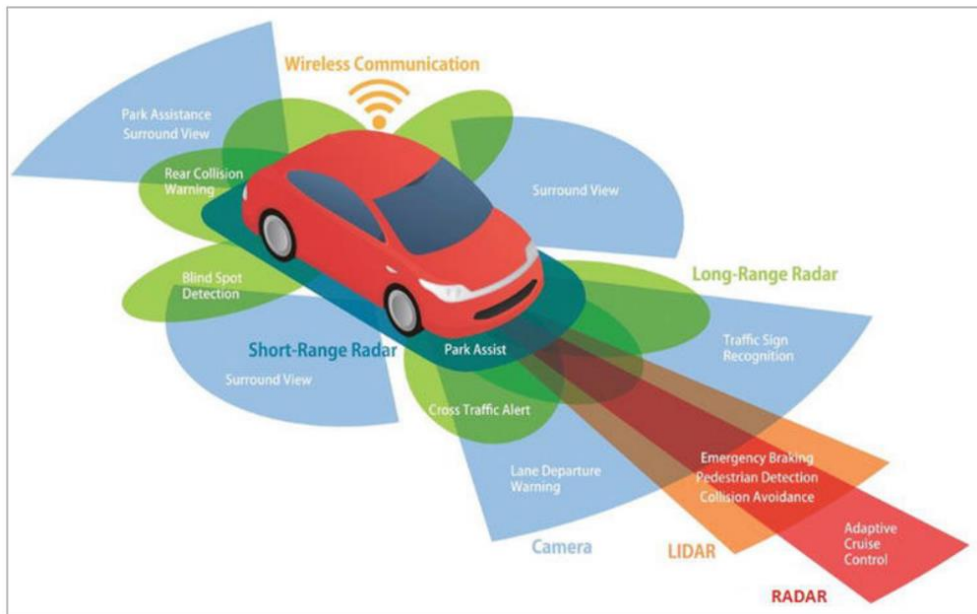 Wireless Communication
Park Assistance
Surround View
Rear Collision
Warning
Surround View
Blind Spot
Detection
Long-Range Radar
Short-Range Radar
Park Assist
Traffic Sign
Recognition
Surround View
Cross Traffic Alert
Lane Departure
Warning
Emergency Braking
Pedestrian Detection
Collision Avoidance
Camera
LIDAR
Adaptive
Cruise
Control
RADAR